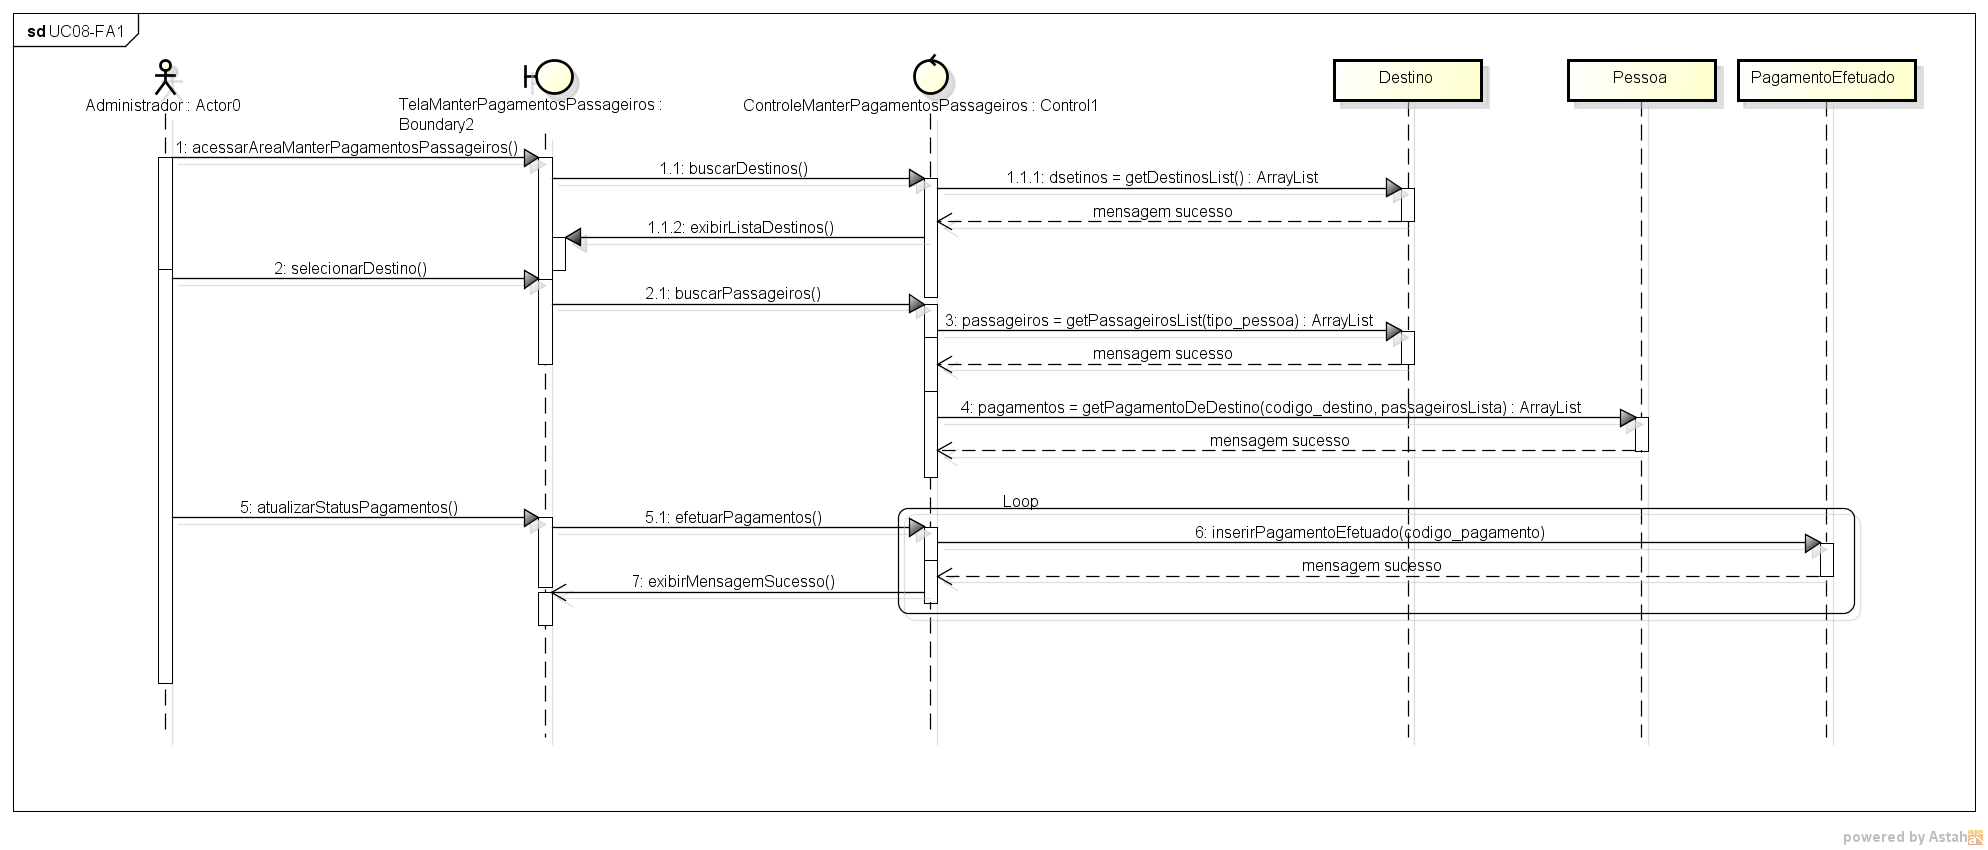 sd UC08-FA1
Administrador : Actor0
TelaManterPagamentosPassageiros :
Boundary2
ControleManterPagamentosPassageiros : Control1
Destino
Pessoa
PagamentoEfetuado
1: acessarAreaManterPagamentosPassageiros()
1.1: buscarDestinos()
1.1.1: dsetinos = getDestinosList() : ArrayList
mensagem sucesso
1.1.2: exibirListaDestinos()
2: selecionarDestino()
2.1: buscarPassageiros()
3: passageiros = getPassageirosList(tipo_pessoa) : ArrayList
mensagem sucesso
4: pagamentos = getPagamentoDeDestino(codigo_destino, passageirosLista) : ArrayList
mensagem sucesso
Loop
5: atualizarStatusPagamentos()
5.1: efetuarPagamentos()
6: inserirPagamentoEfetuado(codigo_pagamento)
mensagem sucesso
7: exibirMensagemSucesso()
powered by Astah